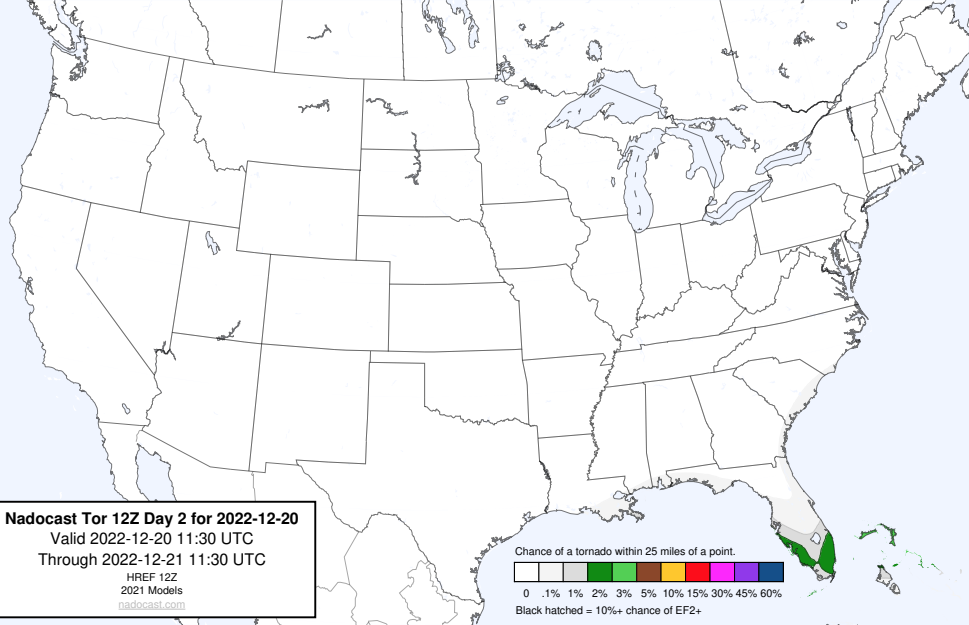 Nadocast Tor 12Z Day 2 for 2022-12-20
Valid 2022-12-20 11:30 UTC
Through 2022-12-21 11:30 UTC
HREF 12Z
2021 Models
nadocast.com
Chance of a tornado within 25 miles of a point.
0 .1% 1% 2% 3% 5% 10% 15% 30% 45% 60%
Black hatched = 10%+ chance of EF2+